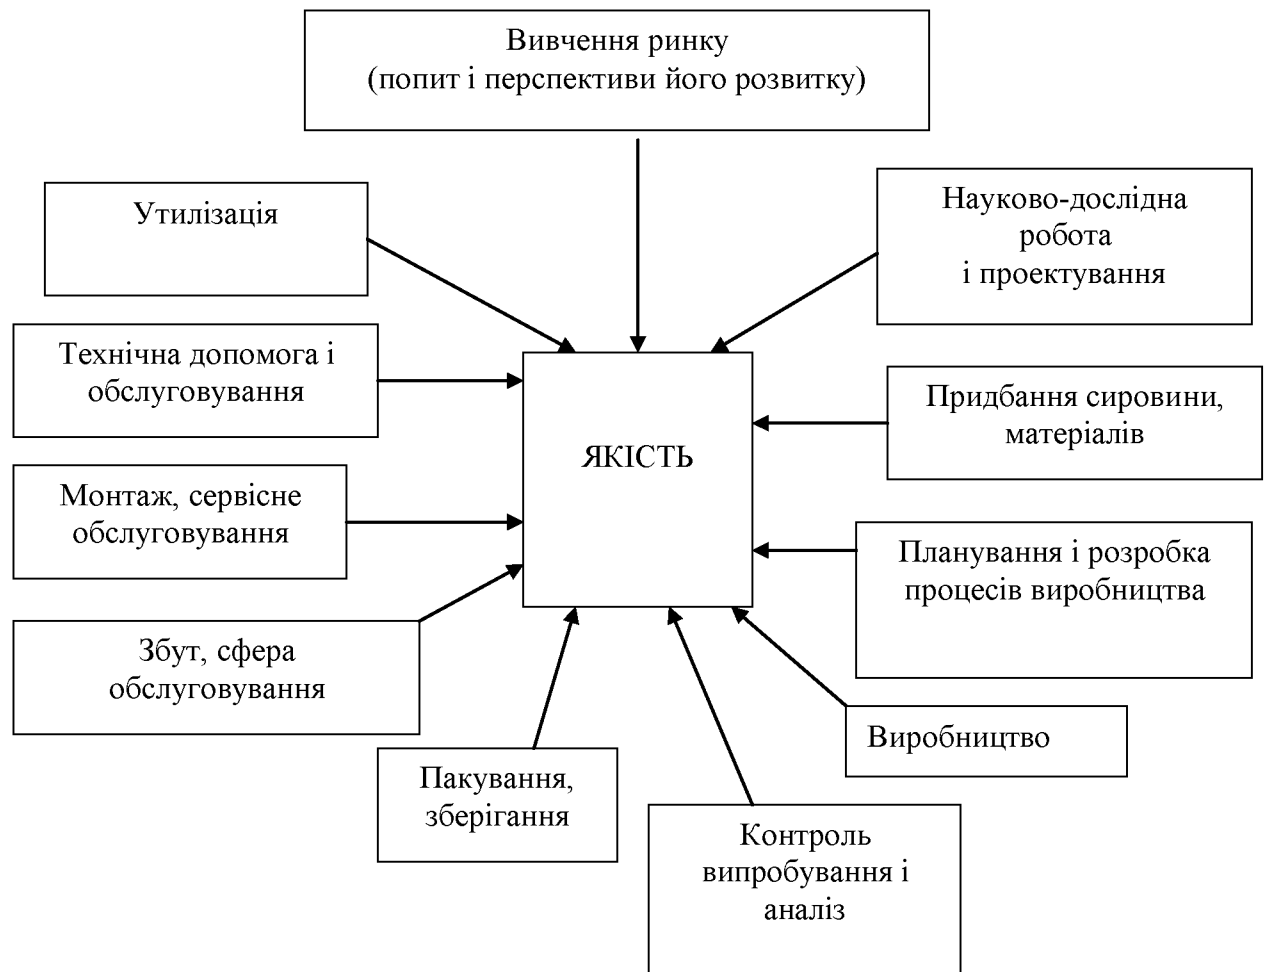 Вивчення ринку
(попит і перспективи його розвитку)
Утилізація
Науково-дослідна
робота
і проектування
Технічна допомога і
обслуговування
Придбання сировини,
матеріалів
ЯКІСТЬ
Монтаж, сервісне
обслуговування
Планування і розробка
процесів виробництва
Збут, сфера
обслуговування
Виробництво
Пакування,
зберігання
Контроль
випробування і
аналіз